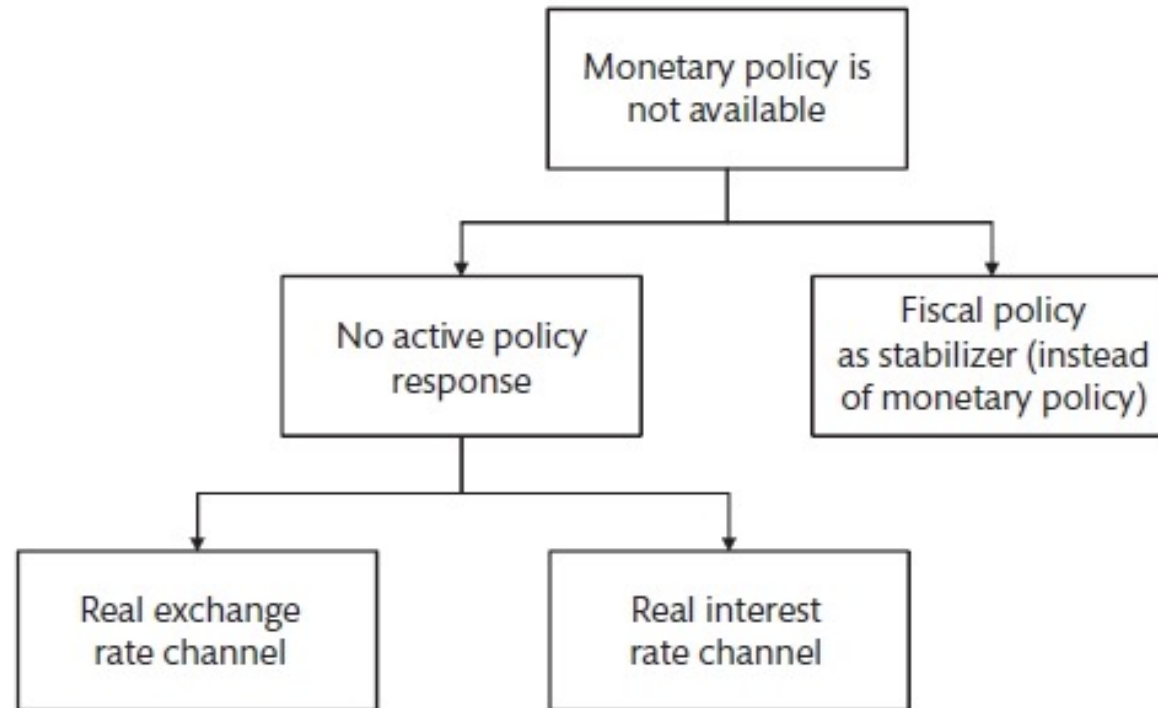 Monetary policy is
not available
No active policy
response
Fiscal policy
as stabilizer (instead
of monetary policy)
Real exchange
rate channel
Real interest
rate channel